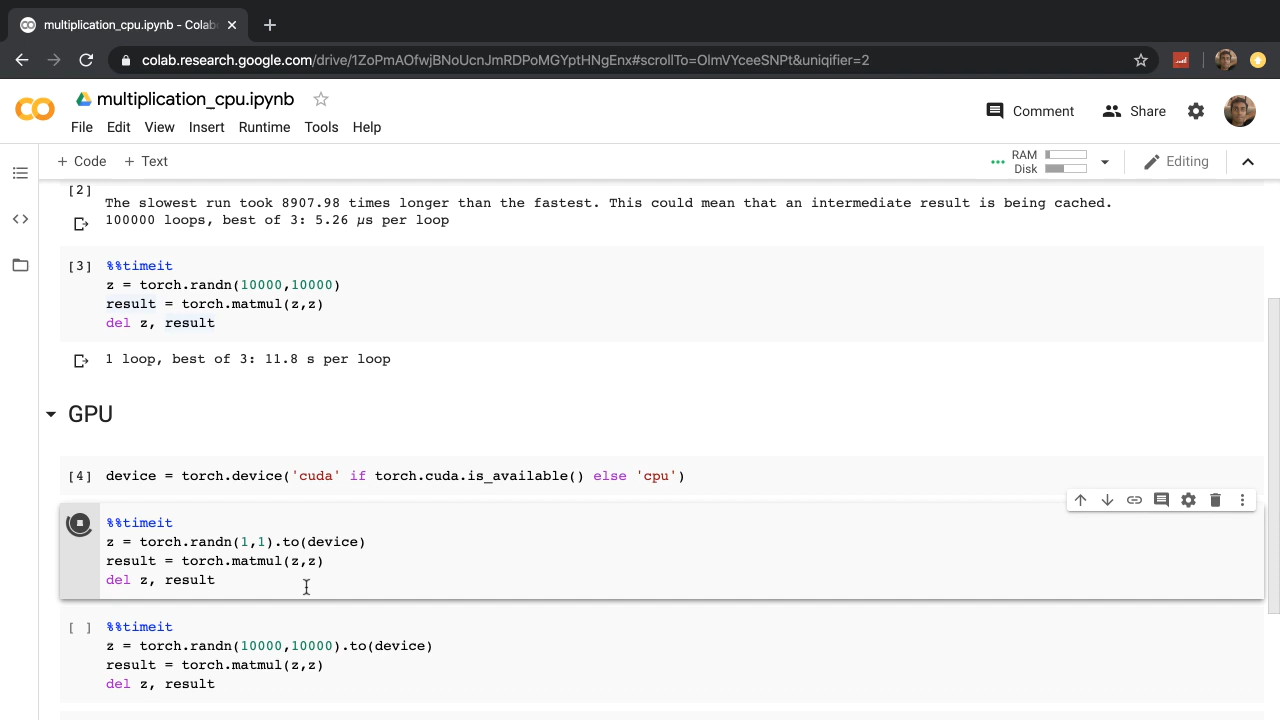 multiplication_cpu.ipynb - Colab
colab.research.google.com/drive/1ZoPmAOfwjBNoUcnJmRDPoMGYptHNgEnx#scrollTo=OlmVYceeSNPt&uniqifier=2
multiplication_cpu.ipynb
Comment
Share
File Edit View Insert Runtime Tools Help
+ Code + Text
RAM
Disk
Editing
[2]
The slowest run took 8907.98 times longer than the fastest. This could mean that an intermediate result is being cached.
100000 loops, best of 3: 5.26 µs per loop
[3] %%timeit
z = torch.randn(10000,10000)
result = torch.matmul(z,z)
del z, result
1 loop, best of 3: 11.8 s per loop
GPU
[4] device = torch.device('cuda' if torch.cuda.is_available() else 'cpu')
%%timeit
z = torch.randn(1,1).to(device)
result = torch.matmul(z,z)
del z, result
[ ] %%timeit
z = torch.randn(10000,10000).to(device)
result = torch.matmul(z,z)
del z, result